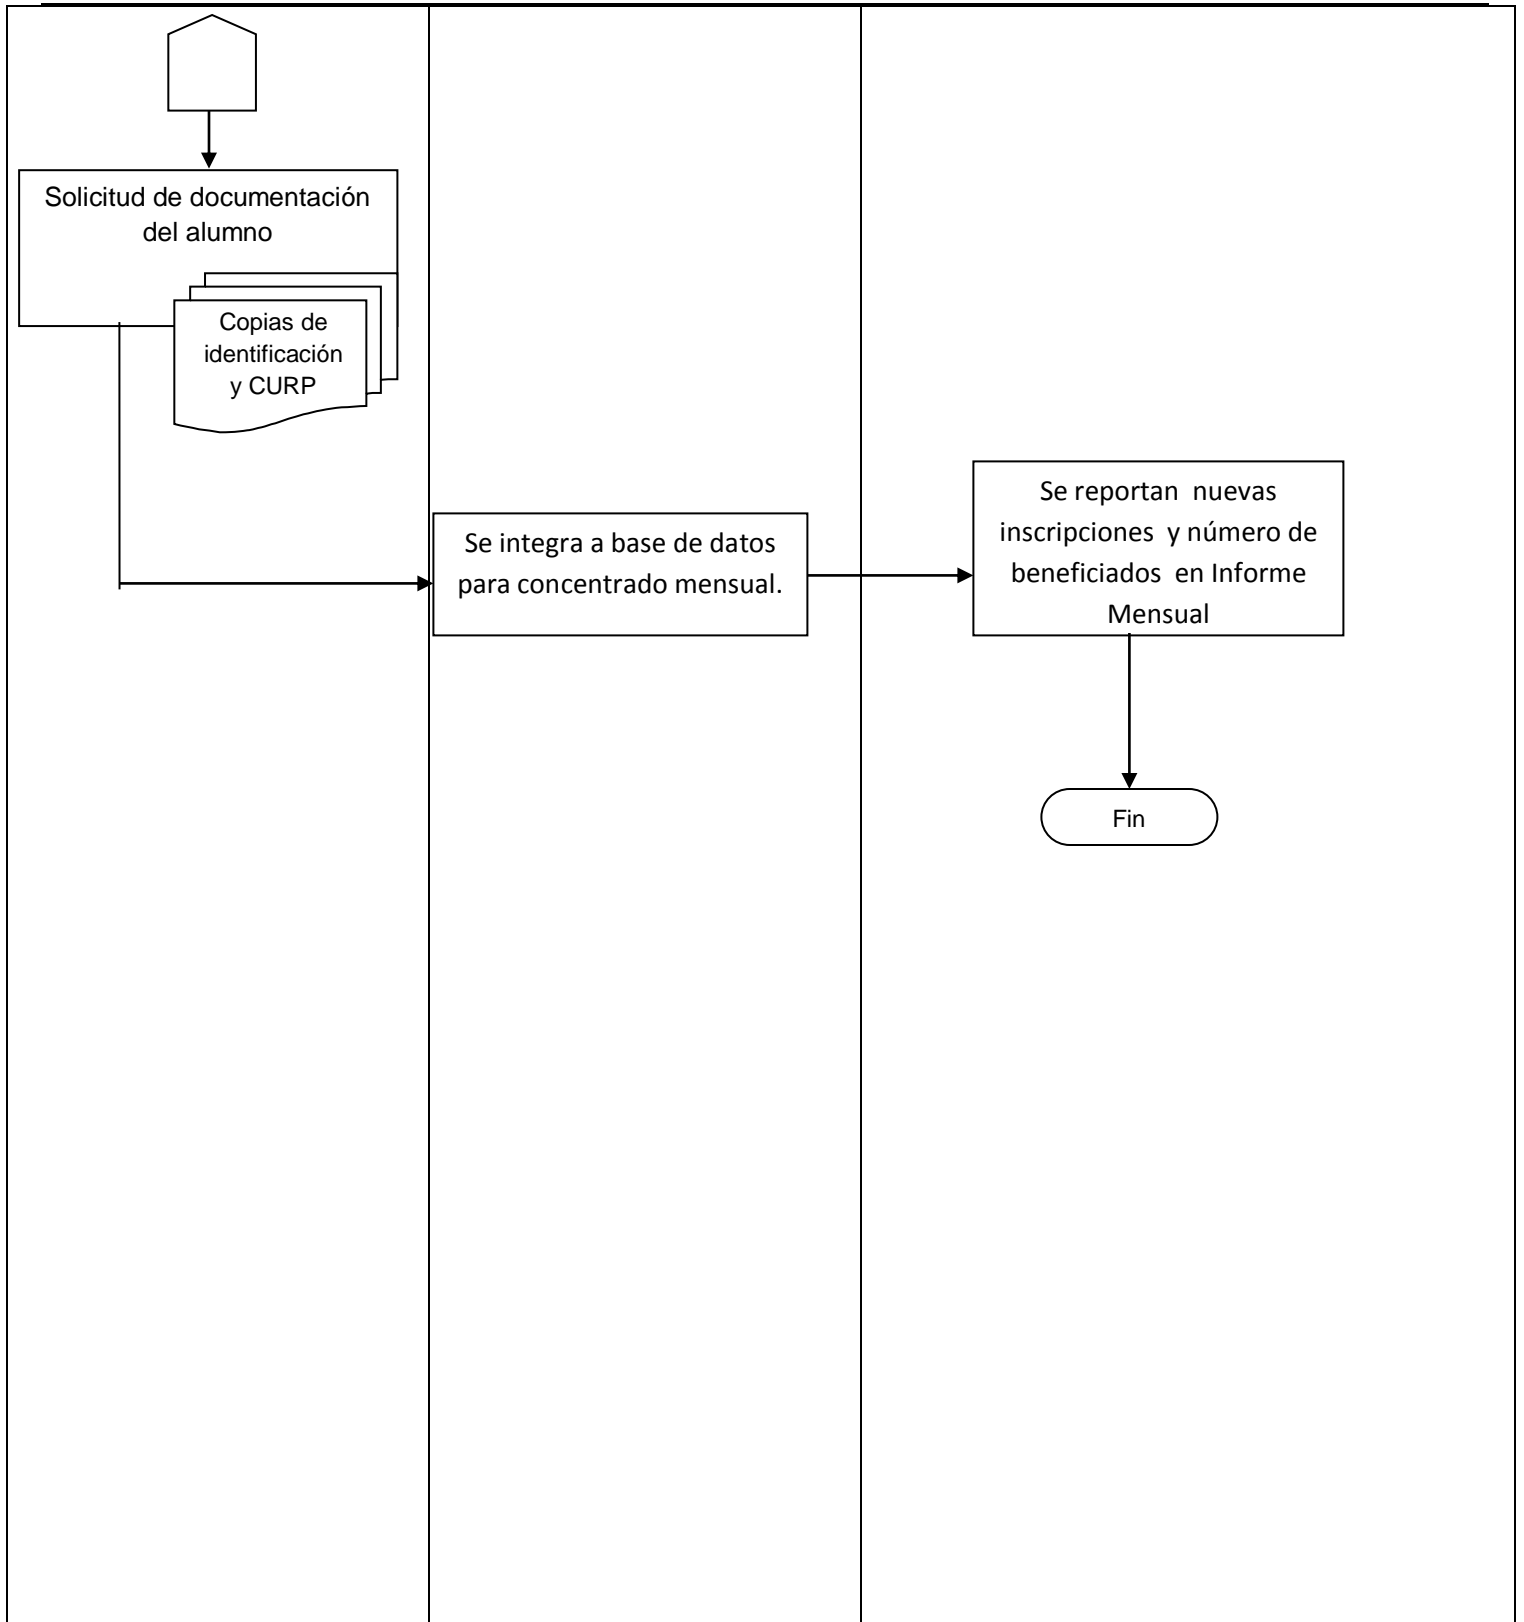 Solicitud de documentación
del alumno
Copias de
identificación
y CURP
Se integra a base de datos
para concentrado mensual.
Se reportan  nuevas
inscripciones  y número de
beneficiados  en Informe
Mensual
Fin